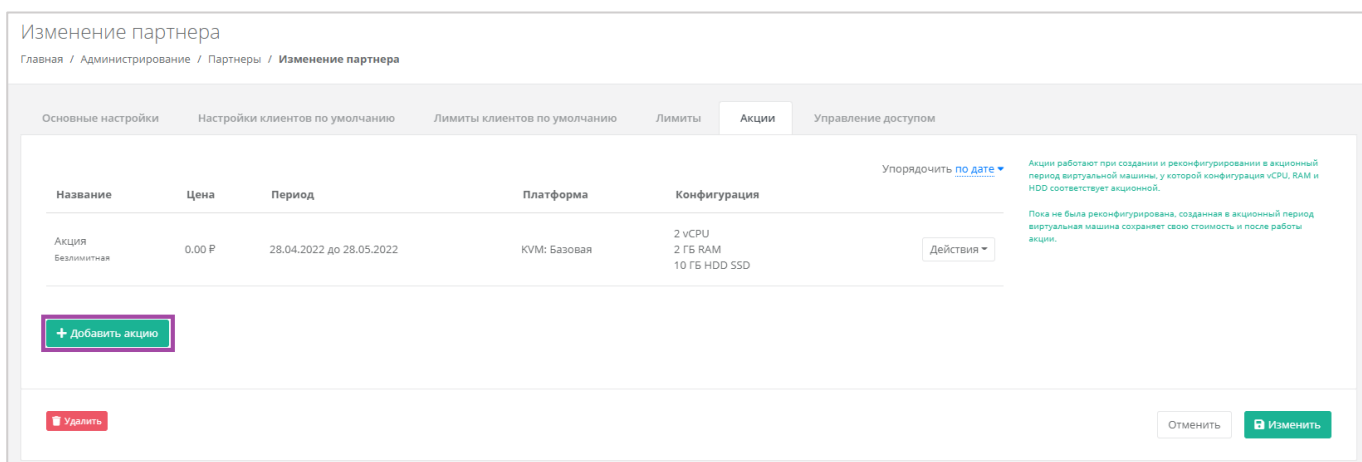 Изменение партнера
Главная / Администрирование / Партнеры / Изменение партнера
Основные настройки Настройки клиентов по умолчанию Лимиты клиентов по умолчанию Лимиты Акции Управление доступом
Упорядочить по дате
Название Цена Период Платформа Конфигурация
Акция
Безлимитная
0.00 ₽
28.04.2022 до 28.05.2022
KVM: Базовая
2 vCPU
2 ГБ RAM
10 ГБ HDD SSD
Действия
Акции работают при создании и реконфигурировании в акционный
период виртуальной машины, у которой конфигурация vCPU, RAM и
HDD соответствует акционной.
Пока не была реконфигурирована, созданная в акционный период
виртуальная машина сохраняет свою стоимость и после работы
акции.
+ Добавить акцию
Удалить
Отменить
Изменить